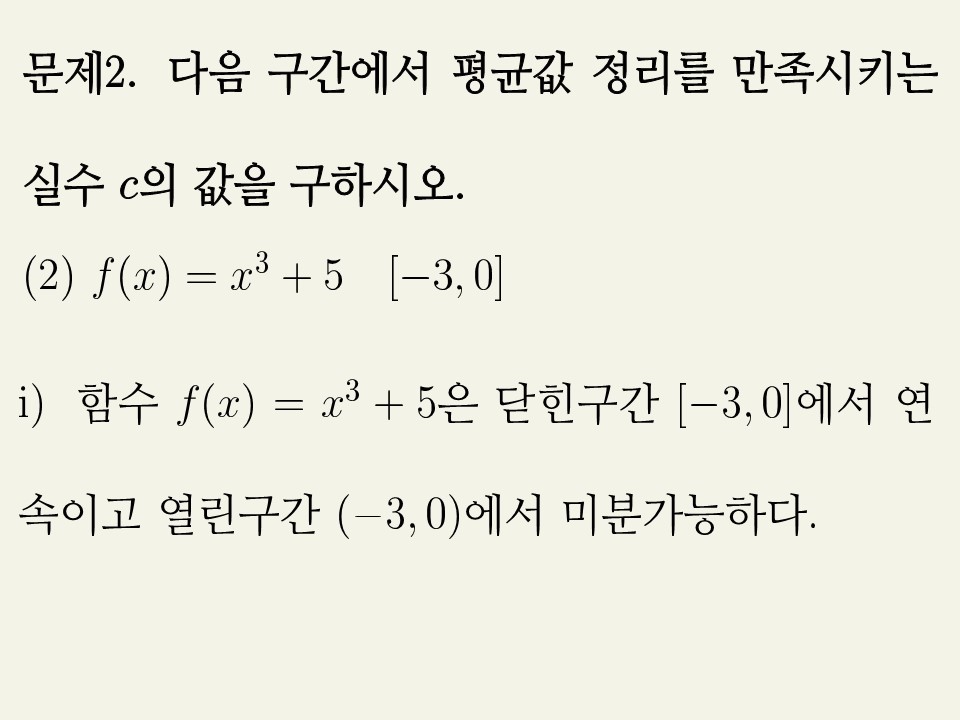 문제2. 다음 구간에서 평균값 정리를 만족시키는
실수 c의 값을 구하시오.
(2) f(x) = x³ + 5 [−3, 0]
i) 함수 f(x) = x³ + 5은 닫힌구간 [−3, 0]에서 연
속이고 열린구간 (−3, 0)에서 미분가능하다.